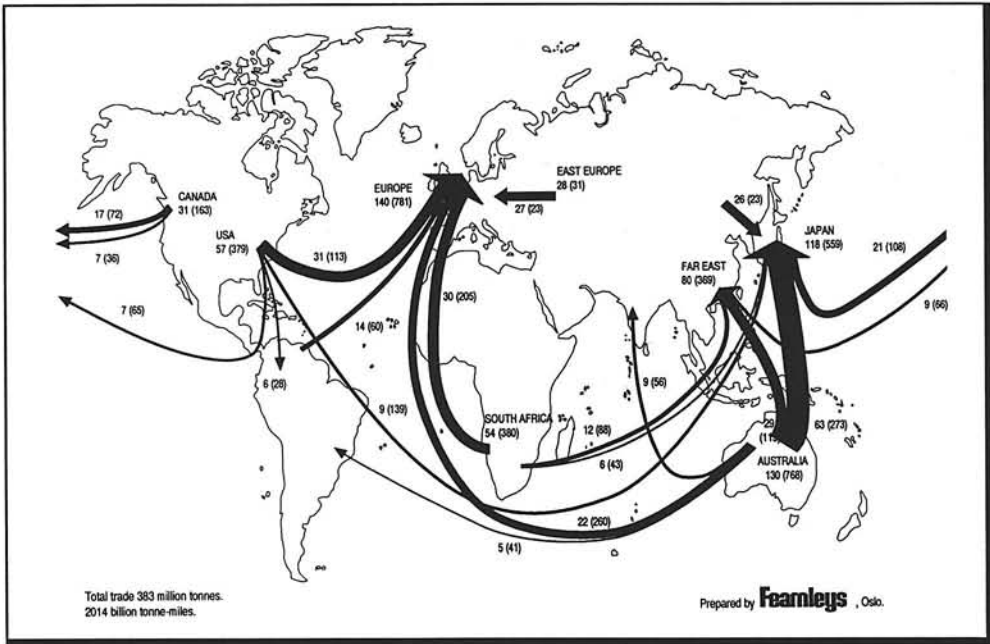 EAST EUROPE
28 (31)
27 (23)
EUROPE
140 (781)
CANADA
31 (163)
17 (72)
7 (36)
USA
57 (379)
31 (113)
7 (65)
14 (60)
6 (28)
30 (205)
9 (139)
SOUTH AFRICA
54 (380)
12 (88)
6 (43)
9 (56)
26 (23)
JAPAN
118 (559)
FAR EAST
80 (369)
21 (108)
9 (66)
29
63 (273)
AUSTRALIA
130 (768)
22 (260)
5 (41)
Total trade 383 million tonnes.
2014 billion tonne-miles.
Prepared by Fearnleys , Oslo.